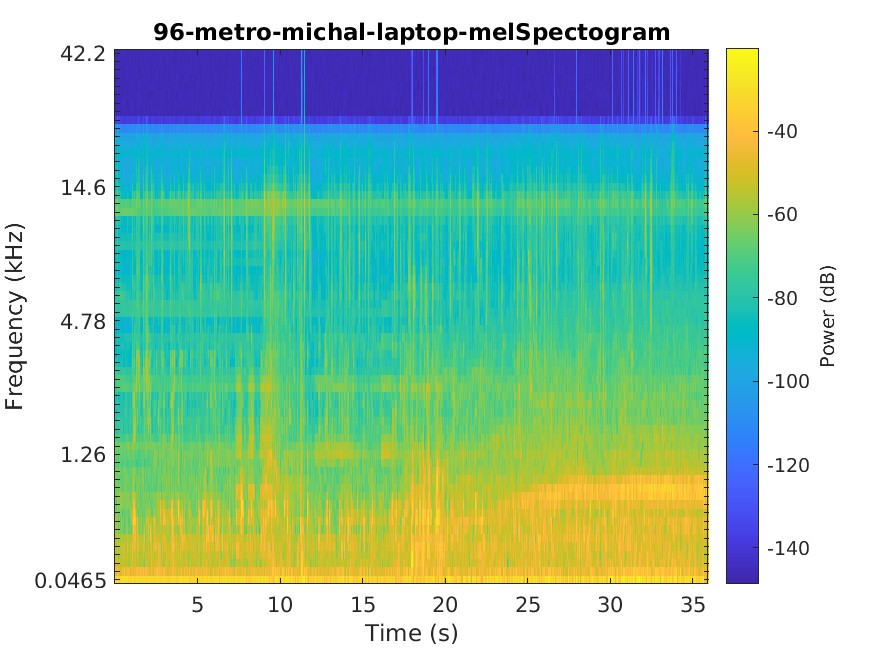 96-metro-michal-laptop-melSpectogram
42.2
14.6
4.78
1.26
0.0465
Frequency (kHz)
5 10 15 20 25 30 35
Time (s)
-40
-60
-80
-100
-120
-140
Power (dB)